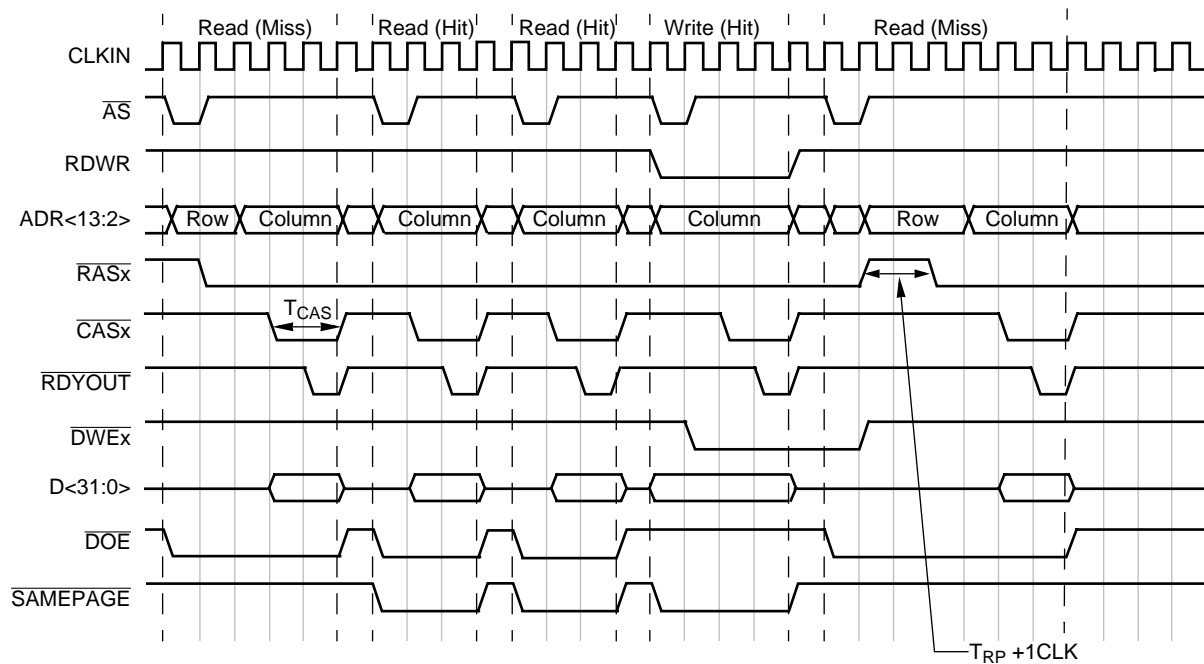 Read (Miss) Read (Hit) Read (Hit) Write (Hit) Read (Miss)
CLKIN
AS
RDWR
ADR<13:2> Row Column Column Column Column Row Column
RASx
TCAS
CASx
RDYOUT
DWEx
D<31:0>
DOE
SAMEPAGE
TRP +1CLK